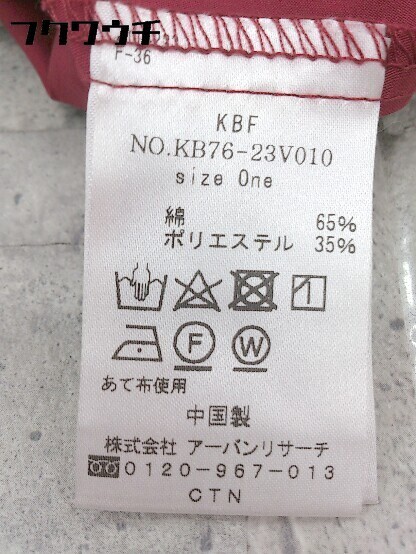 フクワウチ
F-36
KBF
NO.KB76-23V010
size One
綿 65%
ポリエステル 35%
F W
あて布使用
中国製
株式会社 アーバンリサーチ
0120-967-013
CTN